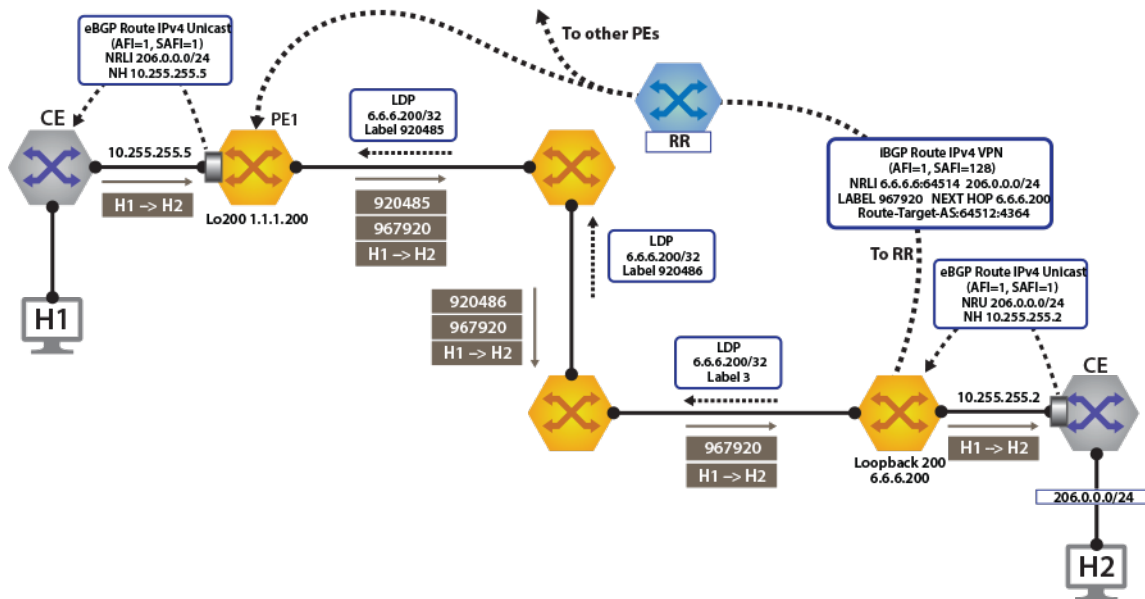 eBGP Route IPv4 Unicast
(AFI=1, SAFI=1)
NRLI 206.0.0.0/24
NH 10.255.255.5
To other PEs
CE
PE1
LDP
6.6.6.200/32
Label 920485
RR
10.255.255.5
H1 –> H2
Lo200 1.1.1.200
920485
967920
H1 –> H2
iBGP Route IPv4 VPN
(AFI=1, SAFI=128)
NRLI 6.6.6.6:64514 206.0.0.0/24
LABEL 967920 NEXT HOP 6.6.6.200
Route-Target-AS:64512:4364
LDP
6.6.6.200/32
Label 920486
To RR
eBGP Route IPv4 Unicast
(AFI=1, SAFI=1)
NRU 206.0.0.0/24
NH 10.255.255.2
H1
920486
967920
H1 –> H2
LDP
6.6.6.200/32
Label 3
CE
10.255.255.2
967920
H1 –> H2
Loopback 200
6.6.6.200
H1 –> H2
206.0.0.0/24
H2